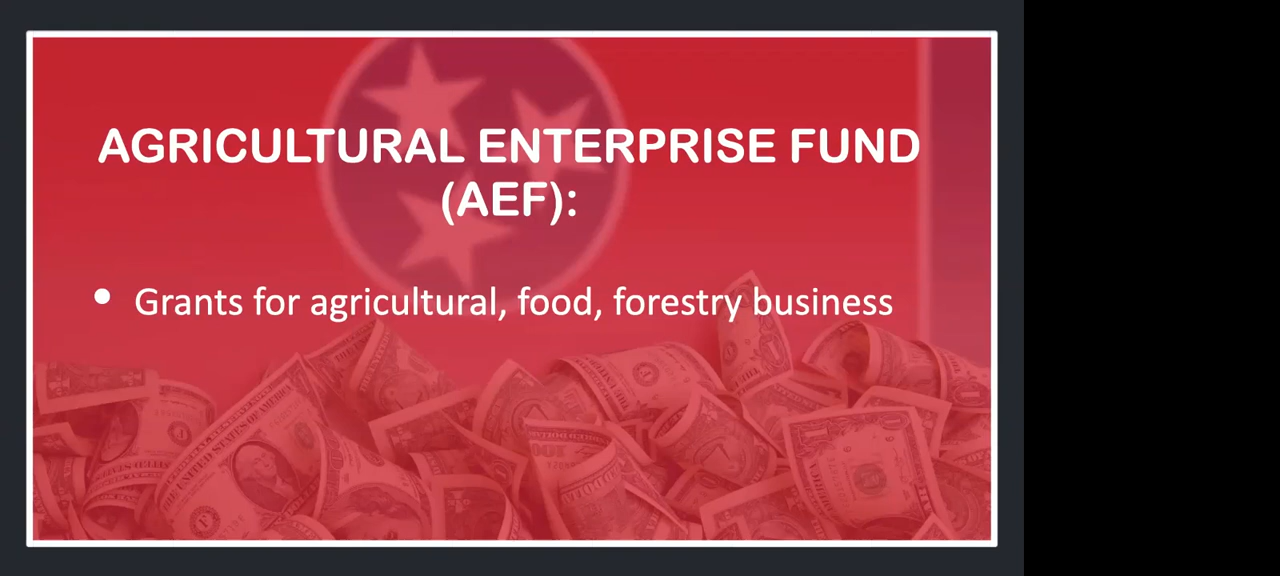 AGRICULTURAL ENTERPRISE FUND
(AEF):
• Grants for agricultural, food, forestry business